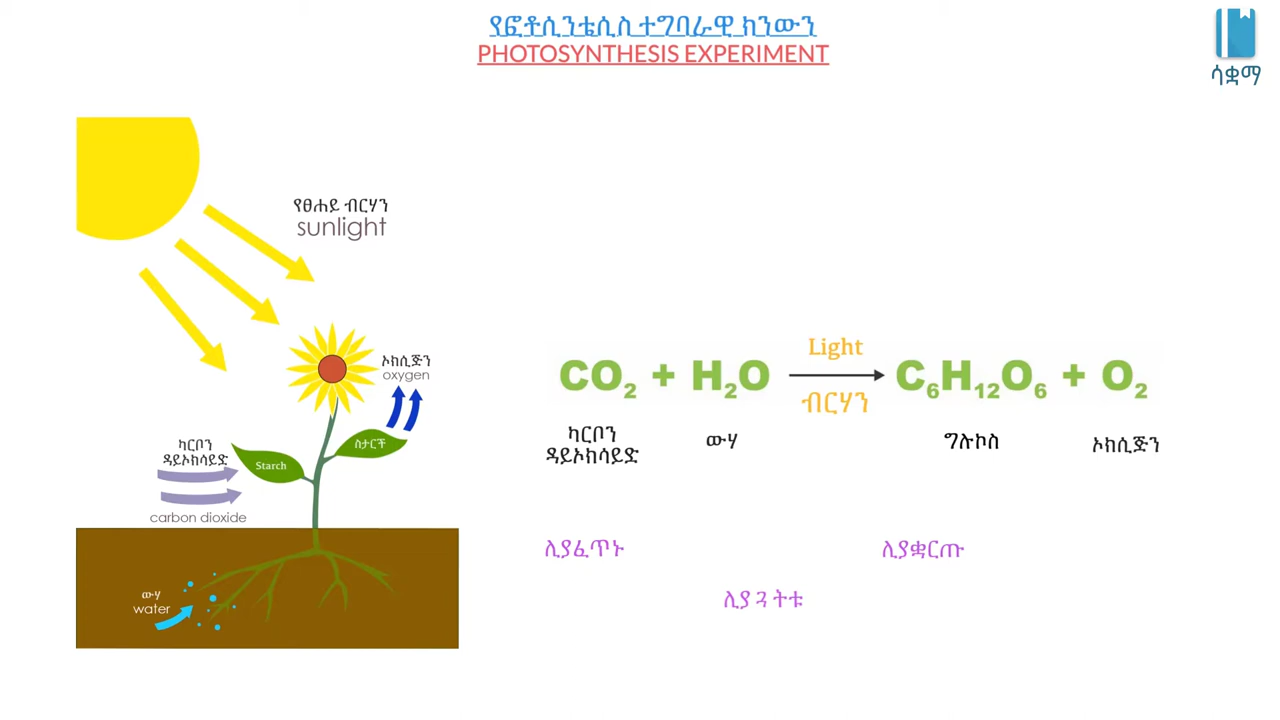 የፎቶሲንቴሲስ ተግባራዊ ክንውን
PHOTOSYNTHESIS EXPERIMENT
ሳቋማ
የፀሐይ ብርሃን
sunlight
ኦክሲጅን
oxygen
ስታርች
Starch
ካርቦን
ዳይኦክሳይድ
carbon dioxide
ውሃ
water
Light
CO₂ + H₂O → C₆H₁₂O₆ + O₂
ብርሃን
ካርቦን
ዳይኦክሳይድ
ውሃ
ግሉኮስ
ኦክሲጅን
ሊያፈጥኑ
ሊያቋርጡ
ሊያጓትቱ